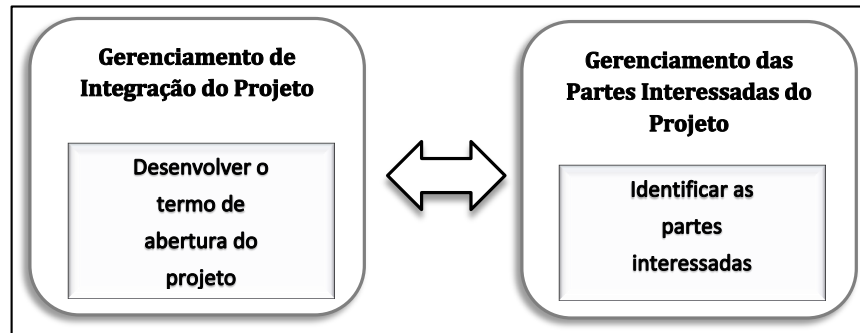 Gerenciamento de
Integração do Projeto
Desenvolver o
termo de
abertura do
projeto
Gerenciamento das
Partes Interessadas do
Projeto
Identificar as
partes
interessadas